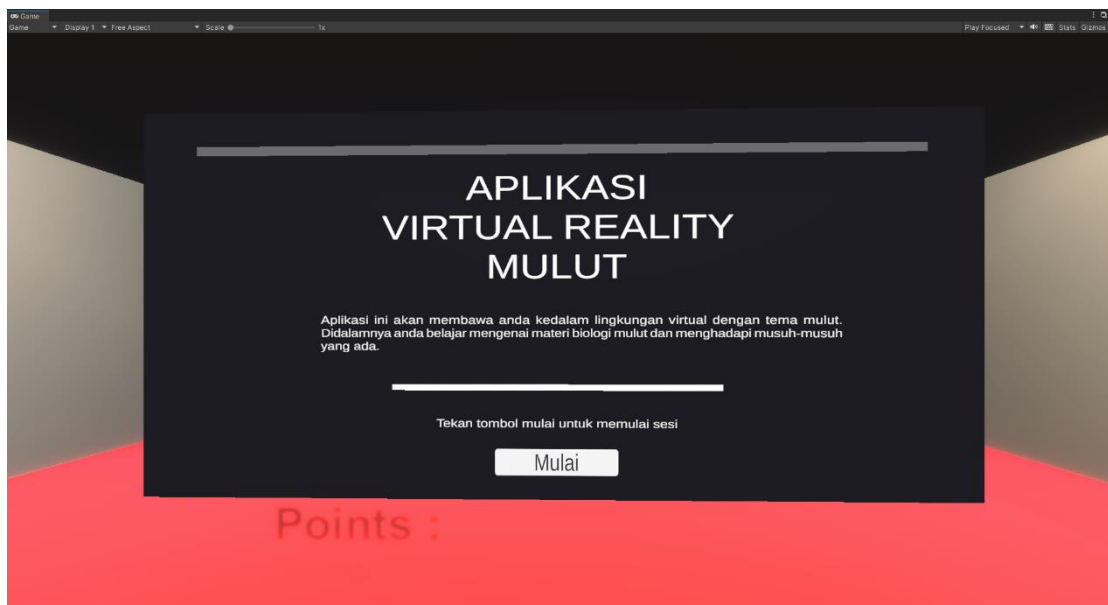 Game
Game Display 1 Free Aspect Scale 1x Play Focused Stats Gizmos
APLIKASI
VIRTUAL REALITY
MULUT
Aplikasi ini akan membawa anda kedalam lingkungan virtual dengan tema mulut.
Didalamnya anda belajar mengenai materi biologi mulut dan menghadapi musuh-musuh
yang ada.
Tekan tombol mulai untuk memulai sesi
Mulai
Points :